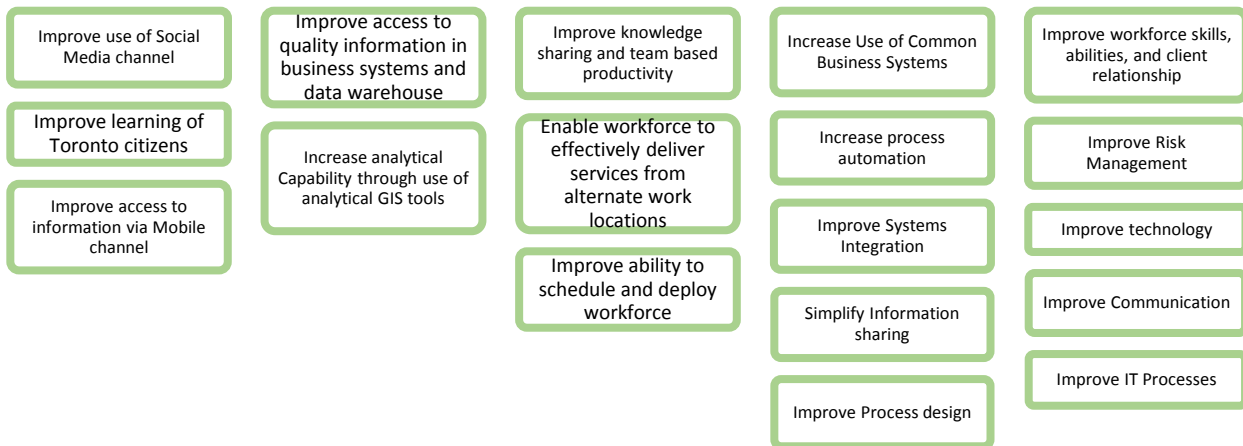 Improve use of Social
Media channel
Improve learning of
Toronto citizens
Improve access to
information via Mobile
channel
Improve access to
quality information in
business systems and
data warehouse
Increase analytical
Capability through use of
analytical GIS tools
Improve knowledge
sharing and team based
productivity
Enable workforce to
effectively deliver
services from
alternate work
locations
Improve ability to
schedule and deploy
workforce
Increase Use of Common
Business Systems
Increase process
automation
Improve Systems
Integration
Simplify Information
sharing
Improve Process design
Improve workforce skills,
abilities, and client
relationship
Improve Risk
Management
Improve technology
Improve Communication
Improve IT Processes